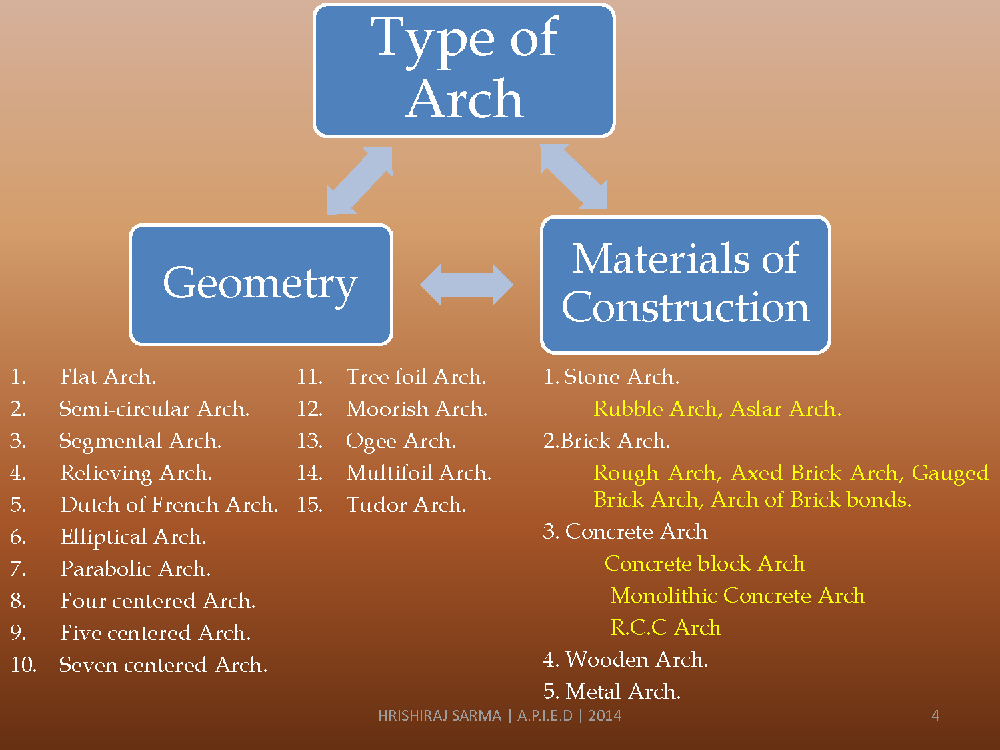 Type of
Arch
Geometry
Materials of
Construction
1. Flat Arch.
2. Semi-circular Arch.
3. Segmental Arch.
4. Relieving Arch.
5. Dutch of French Arch.
6. Elliptical Arch.
7. Parabolic Arch.
8. Four centered Arch.
9. Five centered Arch.
10. Seven centered Arch.
11. Tree foil Arch.
12. Moorish Arch.
13. Ogee Arch.
14. Multifoil Arch.
15. Tudor Arch.
1. Stone Arch.
Rubble Arch, Aslar Arch.
2.Brick Arch.
Rough Arch, Axed Brick Arch, Gauged
Brick Arch, Arch of Brick bonds.
3. Concrete Arch
Concrete block Arch
Monolithic Concrete Arch
R.C.C Arch
4. Wooden Arch.
5. Metal Arch.
HRISHIRAJ SARMA | A.P.I.E.D | 2014
4